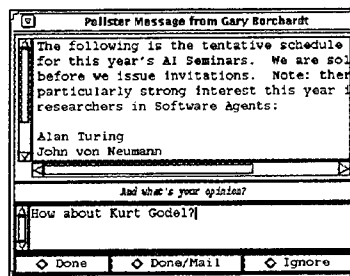 Pollster Message from Gary Borchardt
The following is the tentative schedule
for this year's AI Seminars. We are sol
before we issue invitations. Note: ther
particularly strong interest this year i
researchers in Software Agents:
Alan Turing
John von Neumann
And what's your opinion?
How about Kurt Godel?
Done
Done/Mail
Ignore